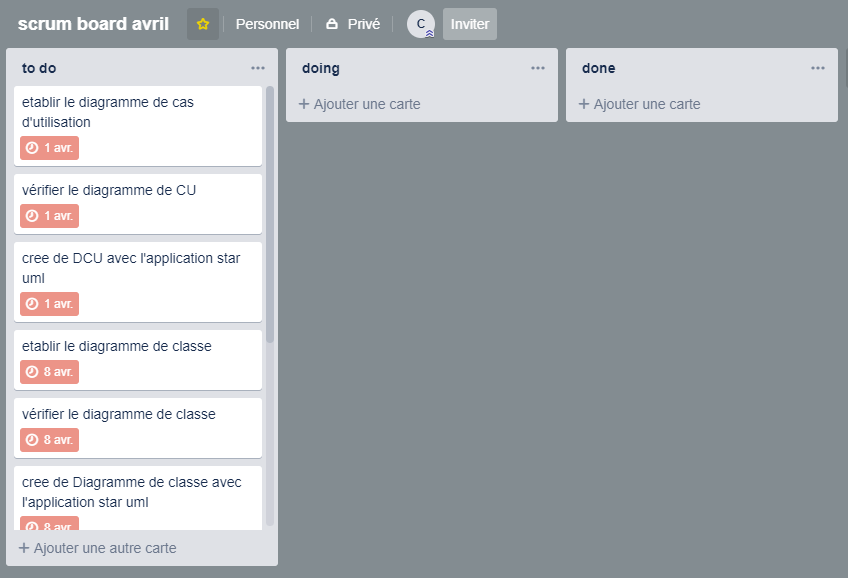 scrum board avril
Personnel
Privé
C
Inviter
to do
etablir le diagramme de cas
d'utilisation
1 avr.
vérifier le diagramme de CU
1 avr.
cree de DCU avec l'application star
uml
1 avr.
etablir le diagramme de classe
8 avr.
vérifier le diagramme de classe
8 avr.
cree de Diagramme de classe avec
l'application star uml
8 avr.
+ Ajouter une autre carte
doing
+ Ajouter une carte
done
+ Ajouter une carte